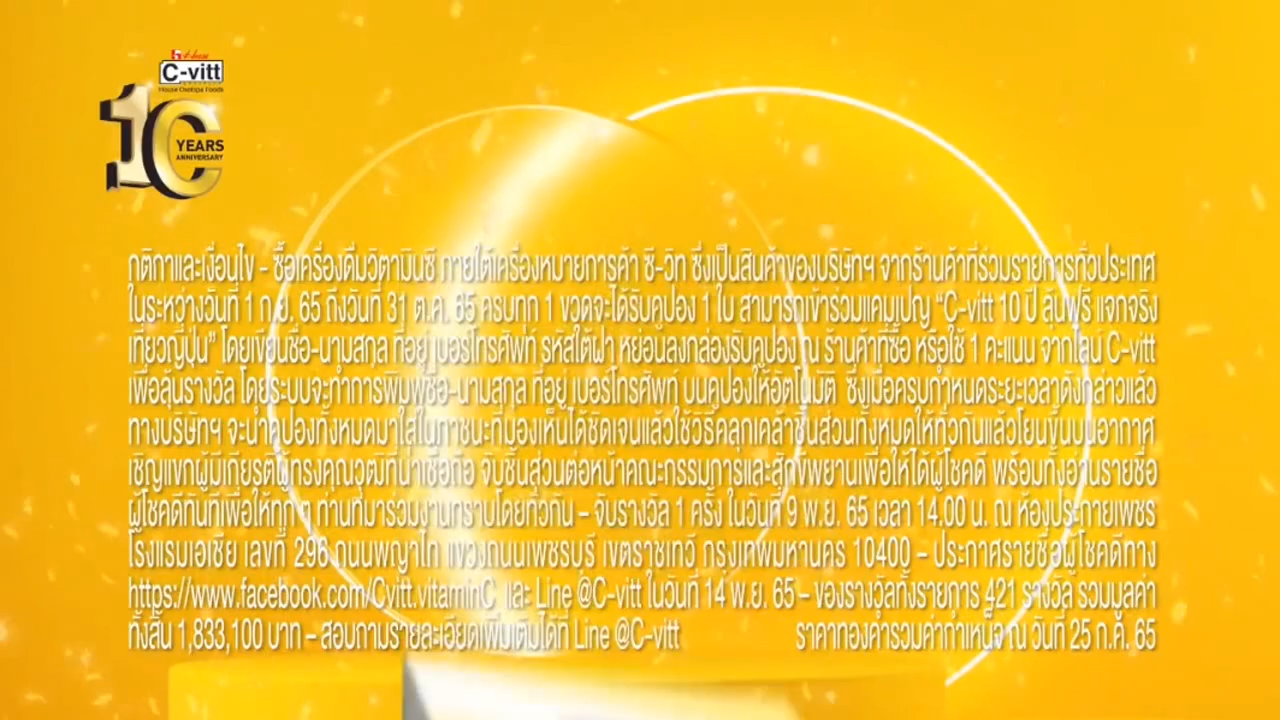 House
C-vitt
House Osotspa Foods
10 YEARS
ANNIVERSARY
กติกาและเงื่อนไข – ซื้อเครื่องดื่มวิตามินซี ภายใต้เครื่องหมายการค้า ซี-วิท ซึ่งเป็นสินค้าของบริษัทฯ จากร้านค้าที่ร่วมรายการทั่วประเทศ
ในระหว่างวันที่ 1 ก.ย. 65 ถึงวันที่ 31 ต.ค. 65 ครบทุก 1 ขวดจะได้รับคูปอง 1 ใบ สามารถเข้าร่วมแคมเปญ “C-vitt 10 ปี ลุ้นฟรี แจกจริง
เที่ยวญี่ปุ่น” โดยเขียนชื่อ-นามสกุล ที่อยู่ เบอร์โทรศัพท์ รหัสใต้ฝา หย่อนลงกล่องรับคูปอง ณ ร้านค้าที่ซื้อ หรือใช้ 1 คะแนน จากไลน์ C-vitt
เพื่อลุ้นรางวัล โดยระบบจะทำการพิมพ์ชื่อ-นามสกุล ที่อยู่ เบอร์โทรศัพท์ บนคูปองให้อัตโนมัติ ซึ่งเมื่อครบกำหนดระยะเวลาดังกล่าวแล้ว
ทางบริษัทฯ จะนำคูปองทั้งหมดมาใส่ในภาชนะที่มองเห็นได้ชัดเจนแล้วใช้วิธีคลุกเคล้าชิ้นส่วนทั้งหมดให้ทั่วกันแล้วโยนขึ้นบนอากาศ
เชิญแขกผู้มีเกียรติผู้ทรงคุณวุฒิที่น่าเชื่อถือ จับชิ้นส่วนต่อหน้าคณะกรรมการและสักขีพยานเพื่อให้ได้ผู้โชคดี พร้อมทั้งอ่านรายชื่อ
ผู้โชคดีทันทีเพื่อให้ทุก ๆ ท่านที่มาร่วมงานทราบโดยทั่วกัน – จับรางวัล 1 ครั้ง ในวันที่ 9 พ.ย. 65 เวลา 14.00 น. ณ ห้องประกายเพชร
โรงแรมเอเชีย เลขที่ 296 ถนนพญาไท แขวงถนนเพชรบุรี เขตราชเทวี กรุงเทพมหานคร 10400 – ประกาศรายชื่อผู้โชคดีทาง
https://www.facebook.com/Cvitt.vitaminC และ Line @C-vitt ในวันที่ 14 พ.ย. 65 – ของรางวัลทั้งรายการ 421 รางวัล รวมมูลค่า
ทั้งสิ้น 1,833,100 บาท – สอบถามรายละเอียดเพิ่มเติมได้ที่ Line @C-vitt ราคาทองคำรวมค่ากำเหน็จ ณ วันที่ 25 ก.ค. 65